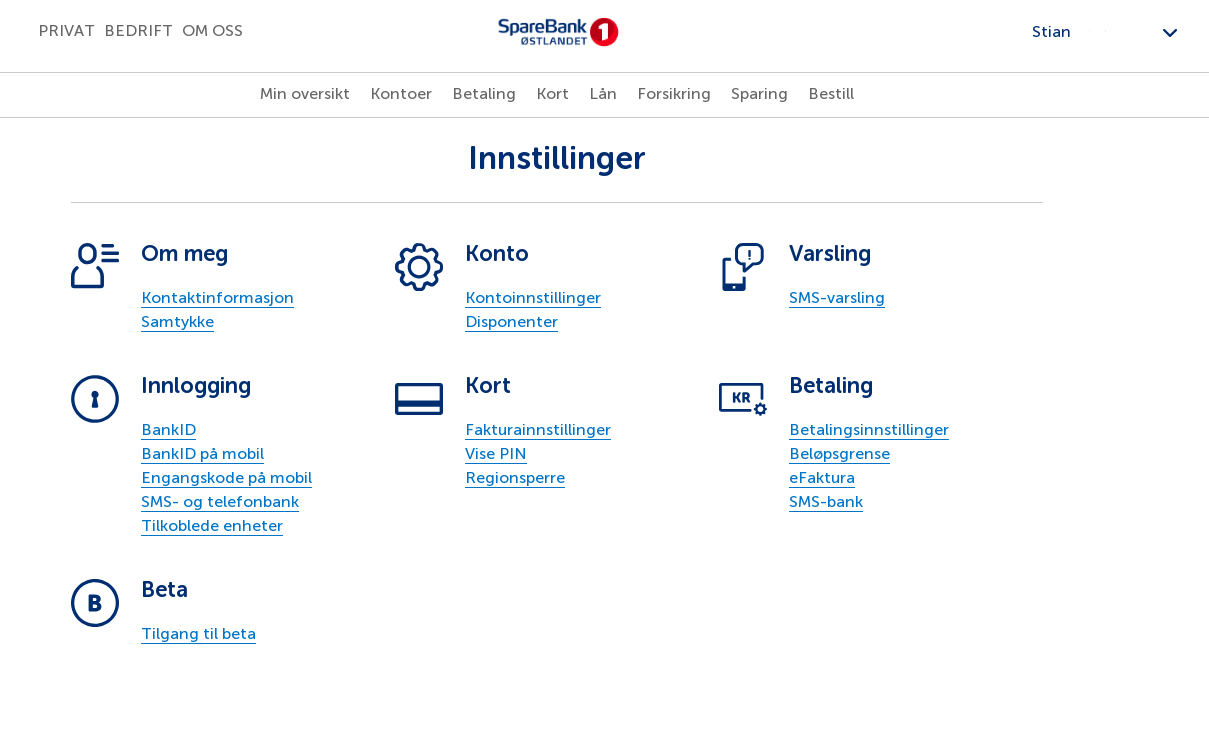 PRIVAT BEDRIFT OM OSS
SpareBank 1
ØSTLANDET
Stian
Min oversikt Kontoer Betaling Kort Lån Forsikring Sparing Bestill
Innstillinger
Om meg
Kontaktinformasjon
Samtykke
Konto
Kontoinnstillinger
Disponenter
Varsling
SMS-varsling
Innlogging
BankID
BankID på mobil
Engangskode på mobil
SMS- og telefonbank
Tilkoblede enheter
Kort
Fakturainnstillinger
Vise PIN
Regionsperre
KR
Betaling
Betalingsinnstillinger
Beløpsgrense
eFaktura
SMS-bank
B
Beta
Tilgang til beta